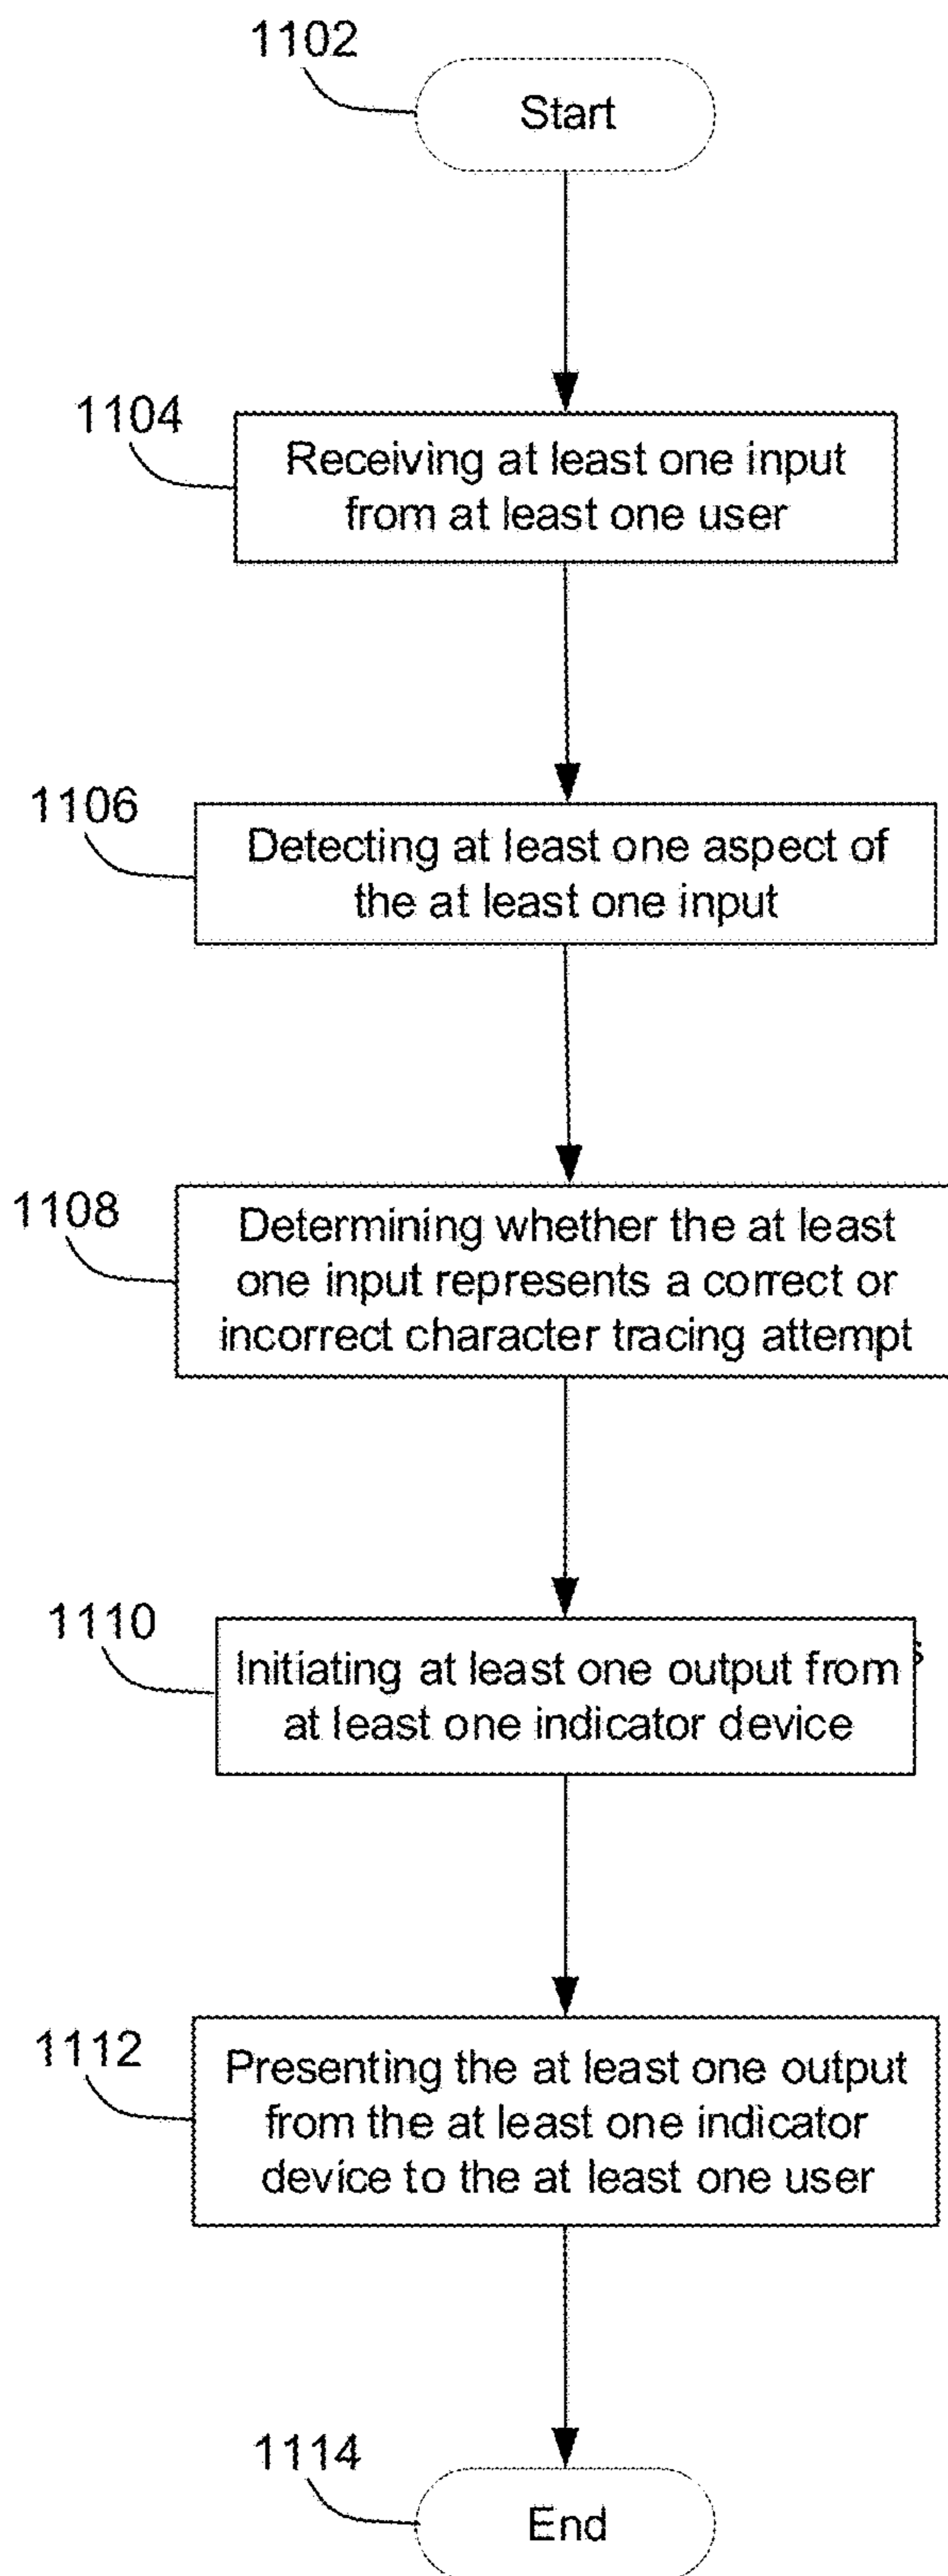 1102
Start
1104
Receiving at least one input
from at least one user
1106
Detecting at least one aspect of
the at least one input
1108
Determining whether the at least
one input represents a correct or
incorrect character tracing attempt
1110
Initiating at least one output from
s
at least one indicator device
1112
Presenting the at least one output
from the at least one indicator
device to the at least one user
1114
End